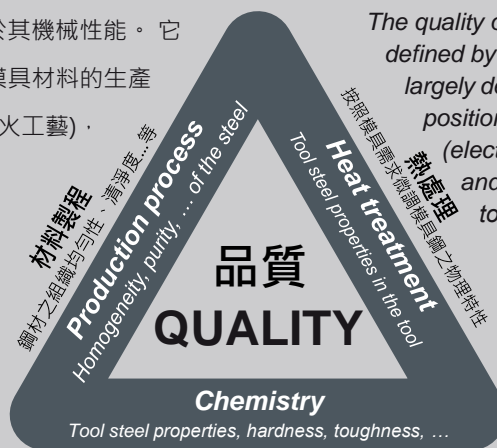 於其機械性能。 它
模具材料的生產
火工藝)，
The quality o
defined by
largely de
position
(elect
and
to
材料製程
鋼材之組織均勻性、清淨度...等
Production process
Homogeneity, purity, … of the steel
熱處理
按照模具需求微調模具鋼之物理特性
Heat treatment
Tool steel properties in the tool
品質
QUALITY
Chemistry
Tool steel properties, hardness, toughness, …